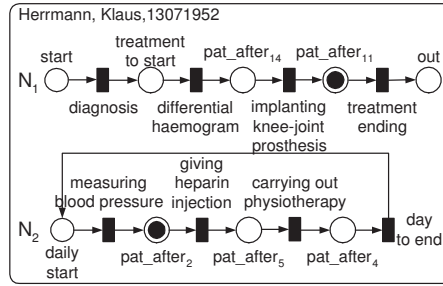 Herrmann, Klaus,13071952
start
treatment
to start
pat_after14
pat_after11
out
N1
diagnosis
differential
haemogram
implanting
knee-joint
prosthesis
treatment
ending
measuring
blood pressure
giving
heparin
injection
carrying out
physiotherapy
day
to end
N2
daily
start
pat_after2
pat_after5
pat_after4